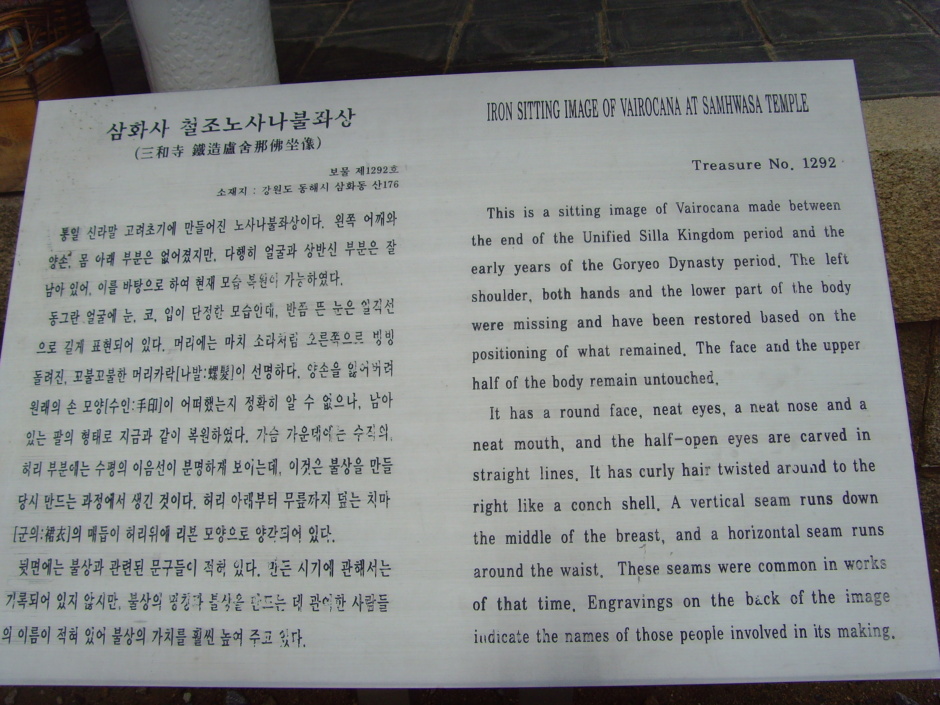 삼화사 철조노사나불좌상
(三和寺 鐵造盧舍那佛坐像)
보물 제1292호
소재지 : 강원도 동해시 삼화동 산176
통일 신라말 고려초기에 만들어진 노사나불좌상이다. 왼쪽 어깨와
양손, 몸 아래 부분은 없어졌지만, 다행히 얼굴과 상반신 부분은 잘
남아 있어, 이를 바탕으로 하여 현재 모습 복원이 가능하였다.
동그란 얼굴에 눈, 코, 입이 단정한 모습인데, 반쯤 뜬 눈은 일직선
으로 길게 표현되어 있다. 머리에는 마치 소라처럼 오른쪽으로 빙빙
돌려진, 꼬불꼬불한 머리카락[나발:螺髮]이 선명하다. 양손을 잃어버려
원래의 손 모양[수인:手印]이 어떠했는지 정확히 알 수 없으나, 남아
있는 팔의 형태로 지금과 같이 복원하였다. 가슴 가운데에는 수직의,
허리 부분에는 수평의 이음선이 분명하게 보이는데, 이것은 불상을 만들
당시 만드는 과정에서 생긴 것이다. 허리 아래부터 무릎까지 덮는 치마
[군의:裙衣]의 매듭이 허리위에 리본 모양으로 양각되어 있다.
뒷면에는 불상과 관련된 문구들이 적혀 있다. 만든 시기에 관해서는
기록되어 있지 않지만, 불상의 명칭과 불상을 만드는 데 관여한 사람들
의 이름이 적혀 있어 불상의 가치를 훨씬 높여 주고 있다.
IRON SITTING IMAGE OF VAIROCANA AT SAMHWASA TEMPLE
Treasure No. 1292
This is a sitting image of Vairocana made between
the end of the Unified Silla Kingdom period and the
early years of the Goryeo Dynasty period. The left
shoulder, both hands and the lower part of the body
were missing and have been restored based on the
positioning of what remained. The face and the upper
half of the body remain untouched.
It has a round face, neat eyes, a neat nose and a
neat mouth, and the half-open eyes are carved in
straight lines. It has curly hair twisted around to the
right like a conch shell. A vertical seam runs down
the middle of the breast, and a horizontal seam runs
around the waist. These seams were common in works
of that time. Engravings on the back of the image
indicate the names of those people involved in its making.